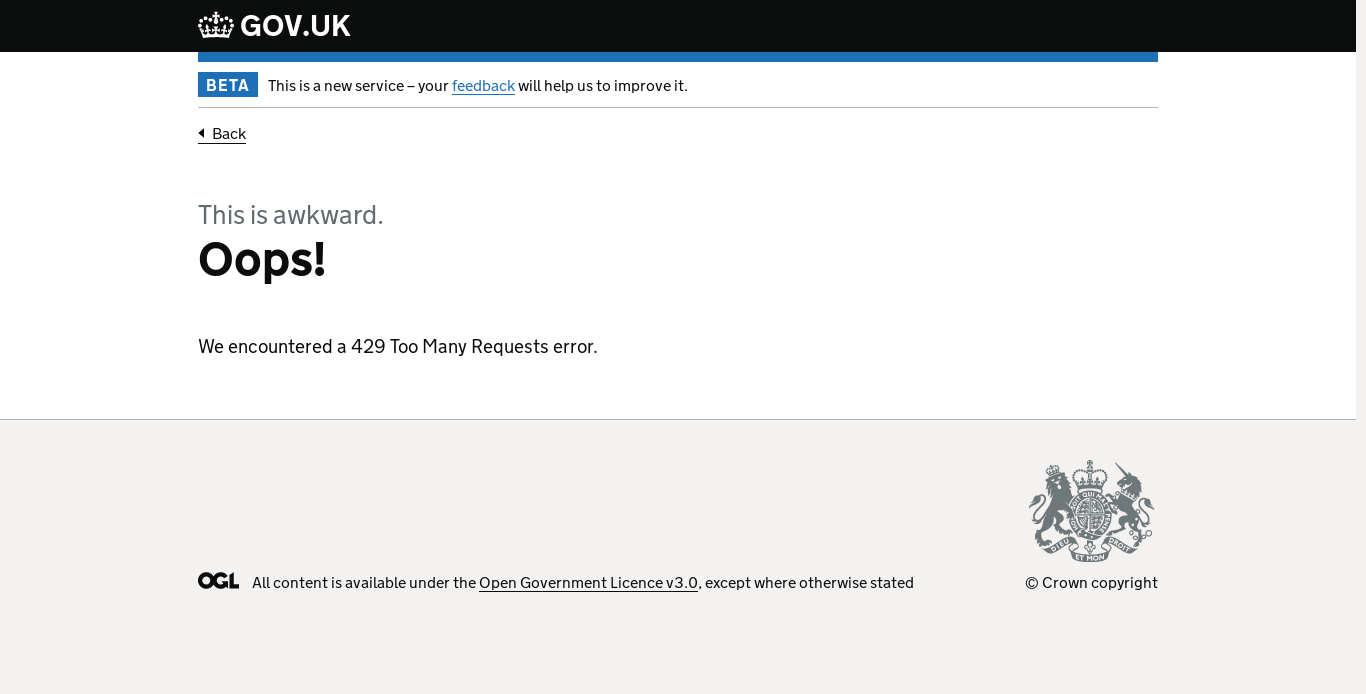 GOV.UK
BETA This is a new service – your feedback will help us to improve it.
Back
This is awkward.
Oops!
We encountered a 429 Too Many Requests error.
DIEU ET MON DROIT
OGL All content is available under the Open Government Licence v3.0, except where otherwise stated
© Crown copyright